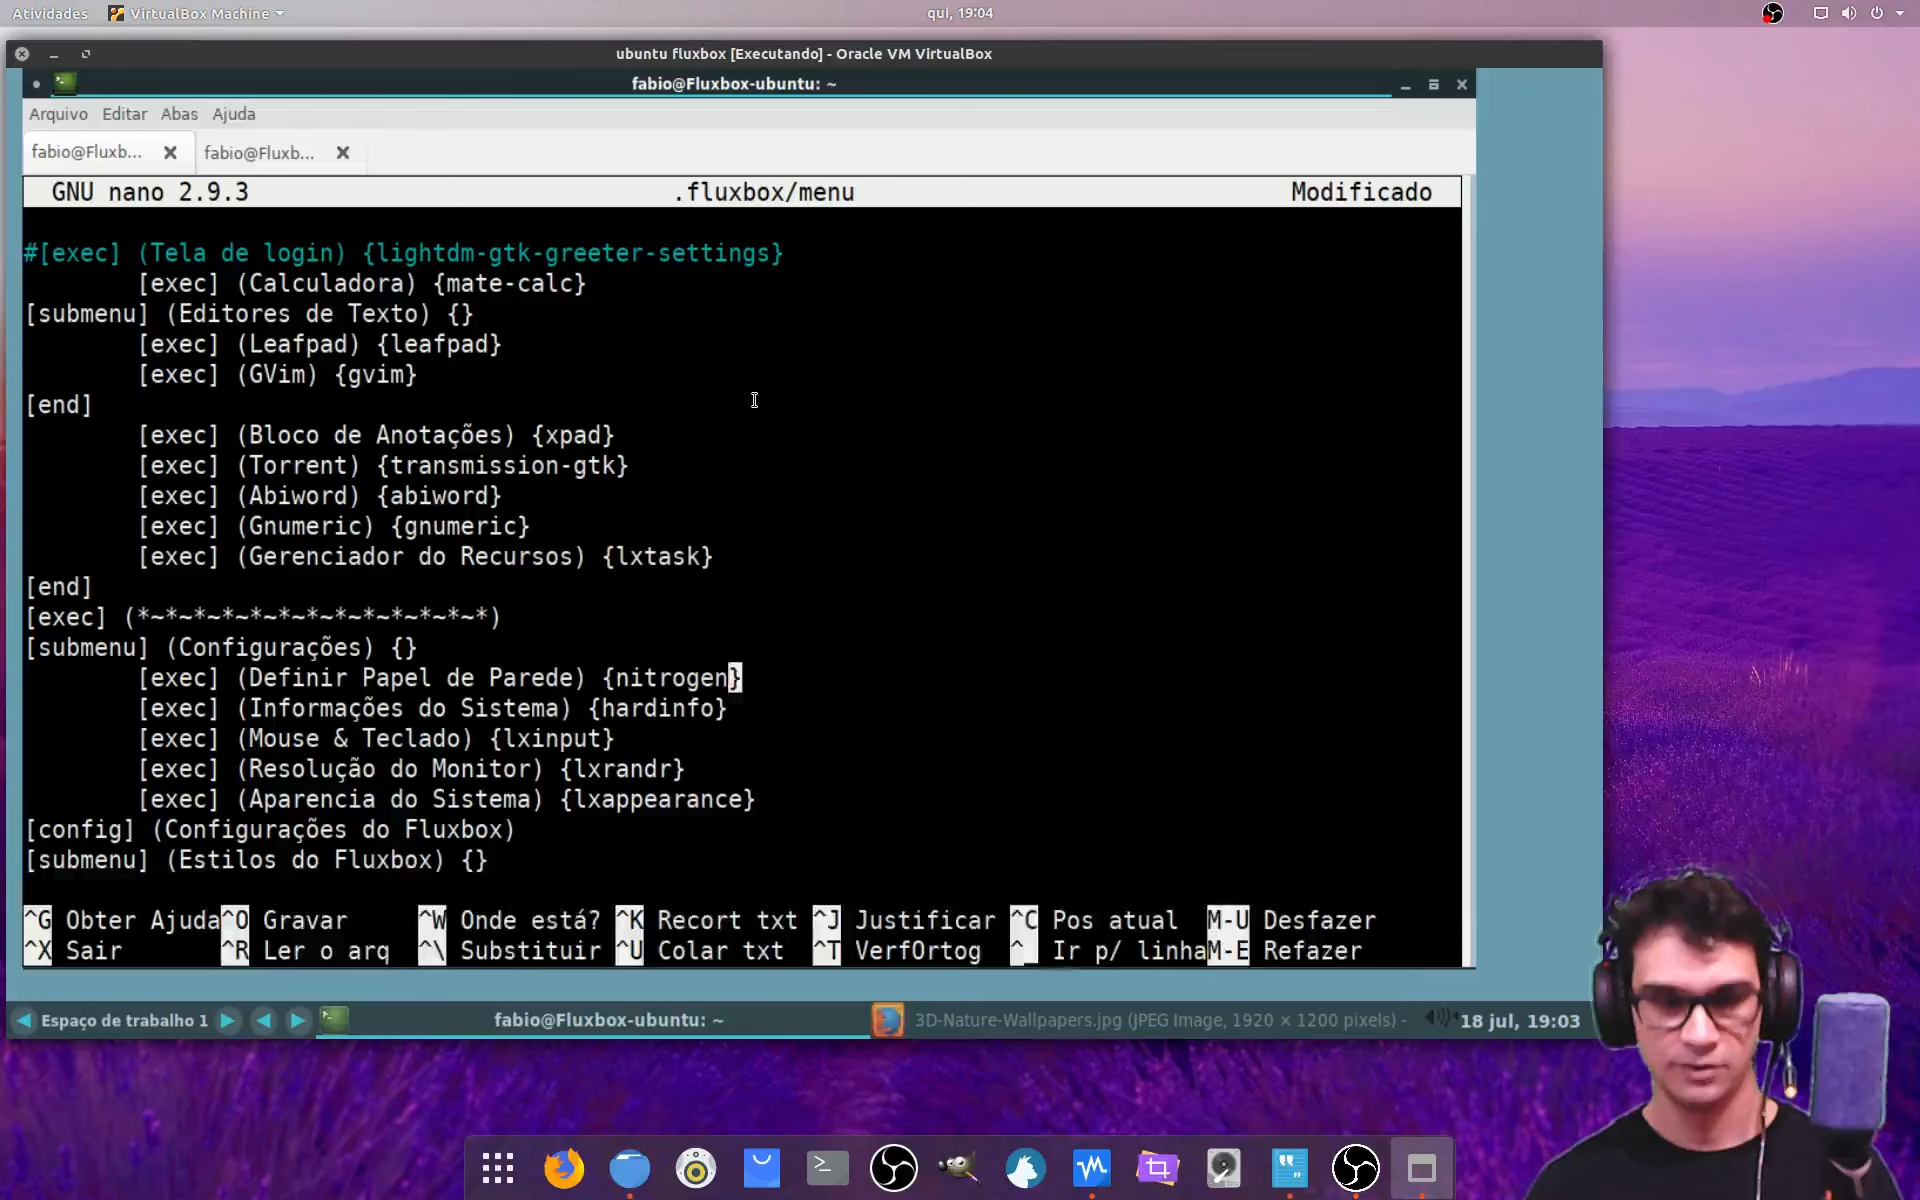 Atividades VirtualBox Machine qui, 19:04
ubuntu fluxbox [Executando] - Oracle VM VirtualBox
fabio@Fluxbox-ubuntu: ~
Arquivo Editar Abas Ajuda
fabio@Fluxb... fabio@Fluxb...
GNU nano 2.9.3 .fluxbox/menu Modificado
#[exec] (Tela de login) {lightdm-gtk-greeter-settings}
[exec] (Calculadora) {mate-calc}
[submenu] (Editores de Texto) {}
[exec] (Leafpad) {leafpad}
[exec] (GVim) {gvim}
[end]
[exec] (Bloco de Anotações) {xpad}
[exec] (Torrent) {transmission-gtk}
[exec] (Abiword) {abiword}
[exec] (Gnumeric) {gnumeric}
[exec] (Gerenciador do Recursos) {lxtask}
[end]
[exec] (*~*~*~*~*~*~*~*~*~*~*~*~*)
[submenu] (Configurações) {}
[exec] (Definir Papel de Parede) {nitrogen}
[exec] (Informações do Sistema) {hardinfo}
[exec] (Mouse & Teclado) {lxinput}
[exec] (Resolução do Monitor) {lxrandr}
[exec] (Aparencia do Sistema) {lxappearance}
[config] (Configurações do Fluxbox)
[submenu] (Estilos do Fluxbox) {}
^G Obter Ajuda ^O Gravar ^W Onde está? ^K Recort txt ^J Justificar ^C Pos atual M-U Desfazer
^X Sair ^R Ler o arq ^\ Substituir ^U Colar txt ^T VerfOrtog ^_ Ir p/ linha M-E Refazer
Espaço de trabalho 1 fabio@Fluxbox-ubuntu: ~ 3D-Nature-Wallpapers.jpg (JPEG Image, 1920 × 1200 pixels) - 18 jul, 19:03